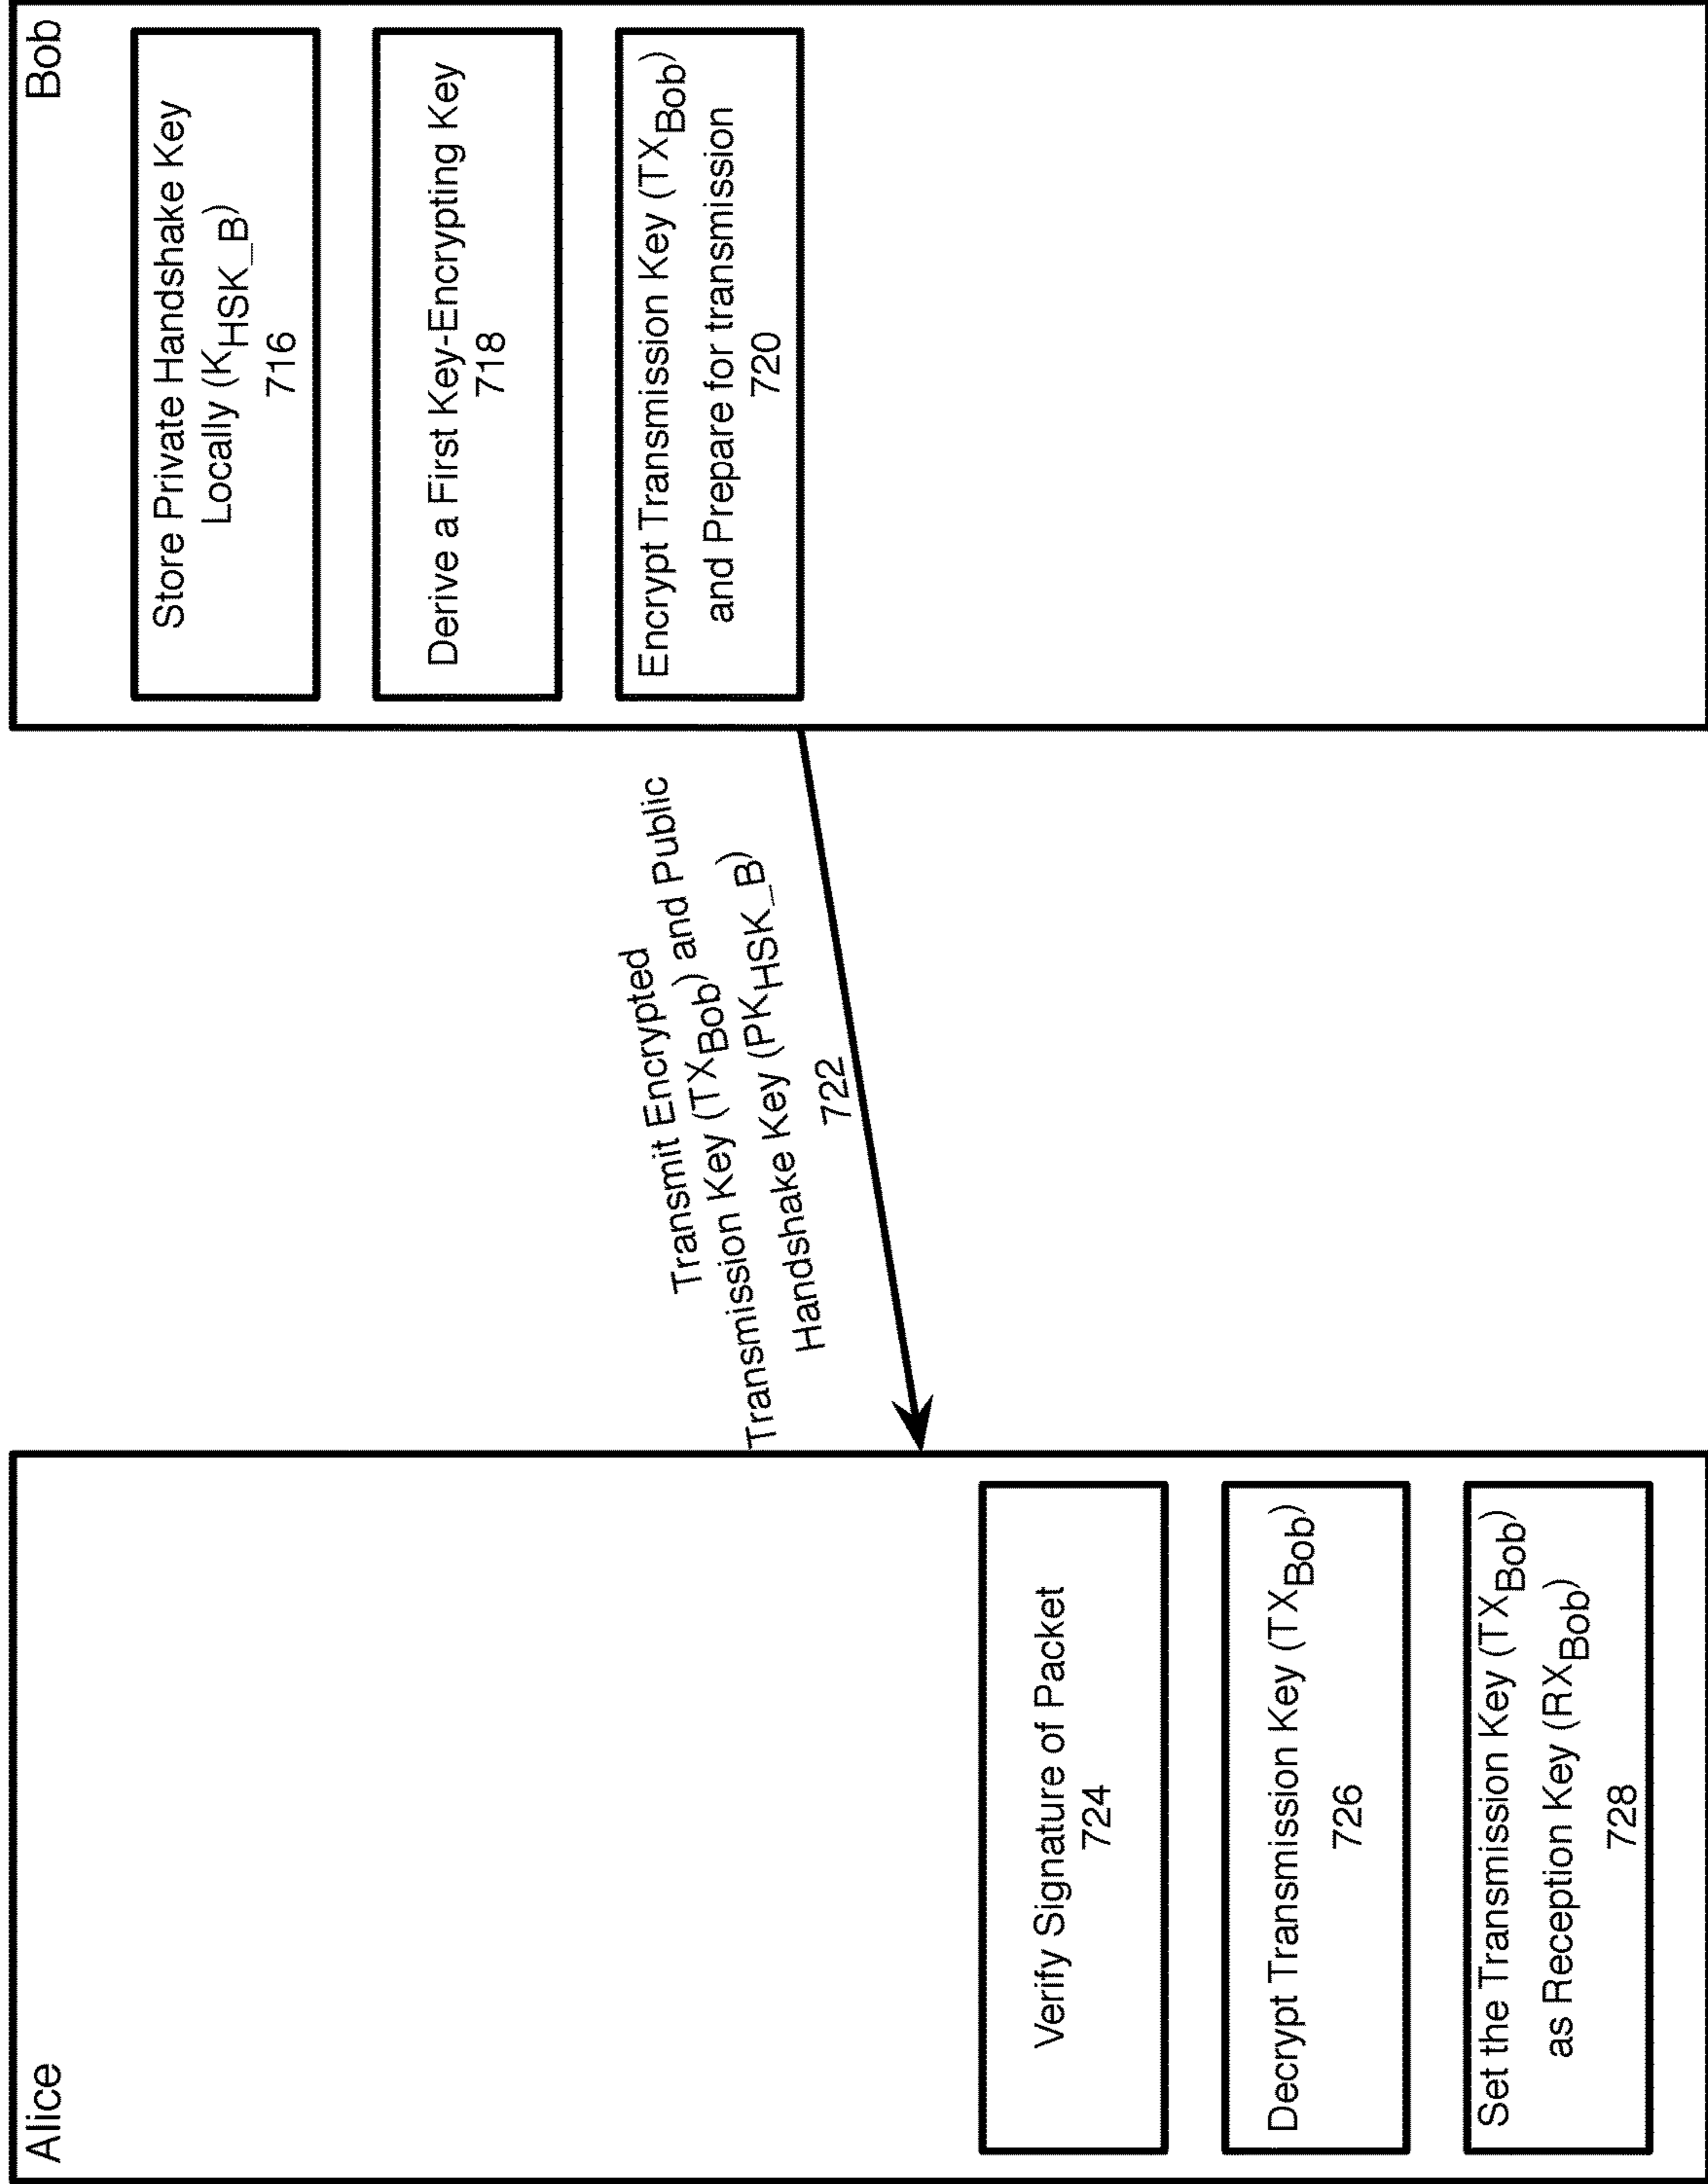 Alice
Bob
Store Private Handshake Key
Locally (KHSK_B)
716
Derive a First Key-Encrypting Key
718
Encrypt Transmission Key (TXBob)
and Prepare for transmission
720
Transmit Encrypted
Transmission Key (TXBob) and Public
Handshake Key (PKHSK_B)
722
Verify Signature of Packet
724
Decrypt Transmission Key (TXBob)
726
Set the Transmission Key (TXBob)
as Reception Key (RXBob)
728